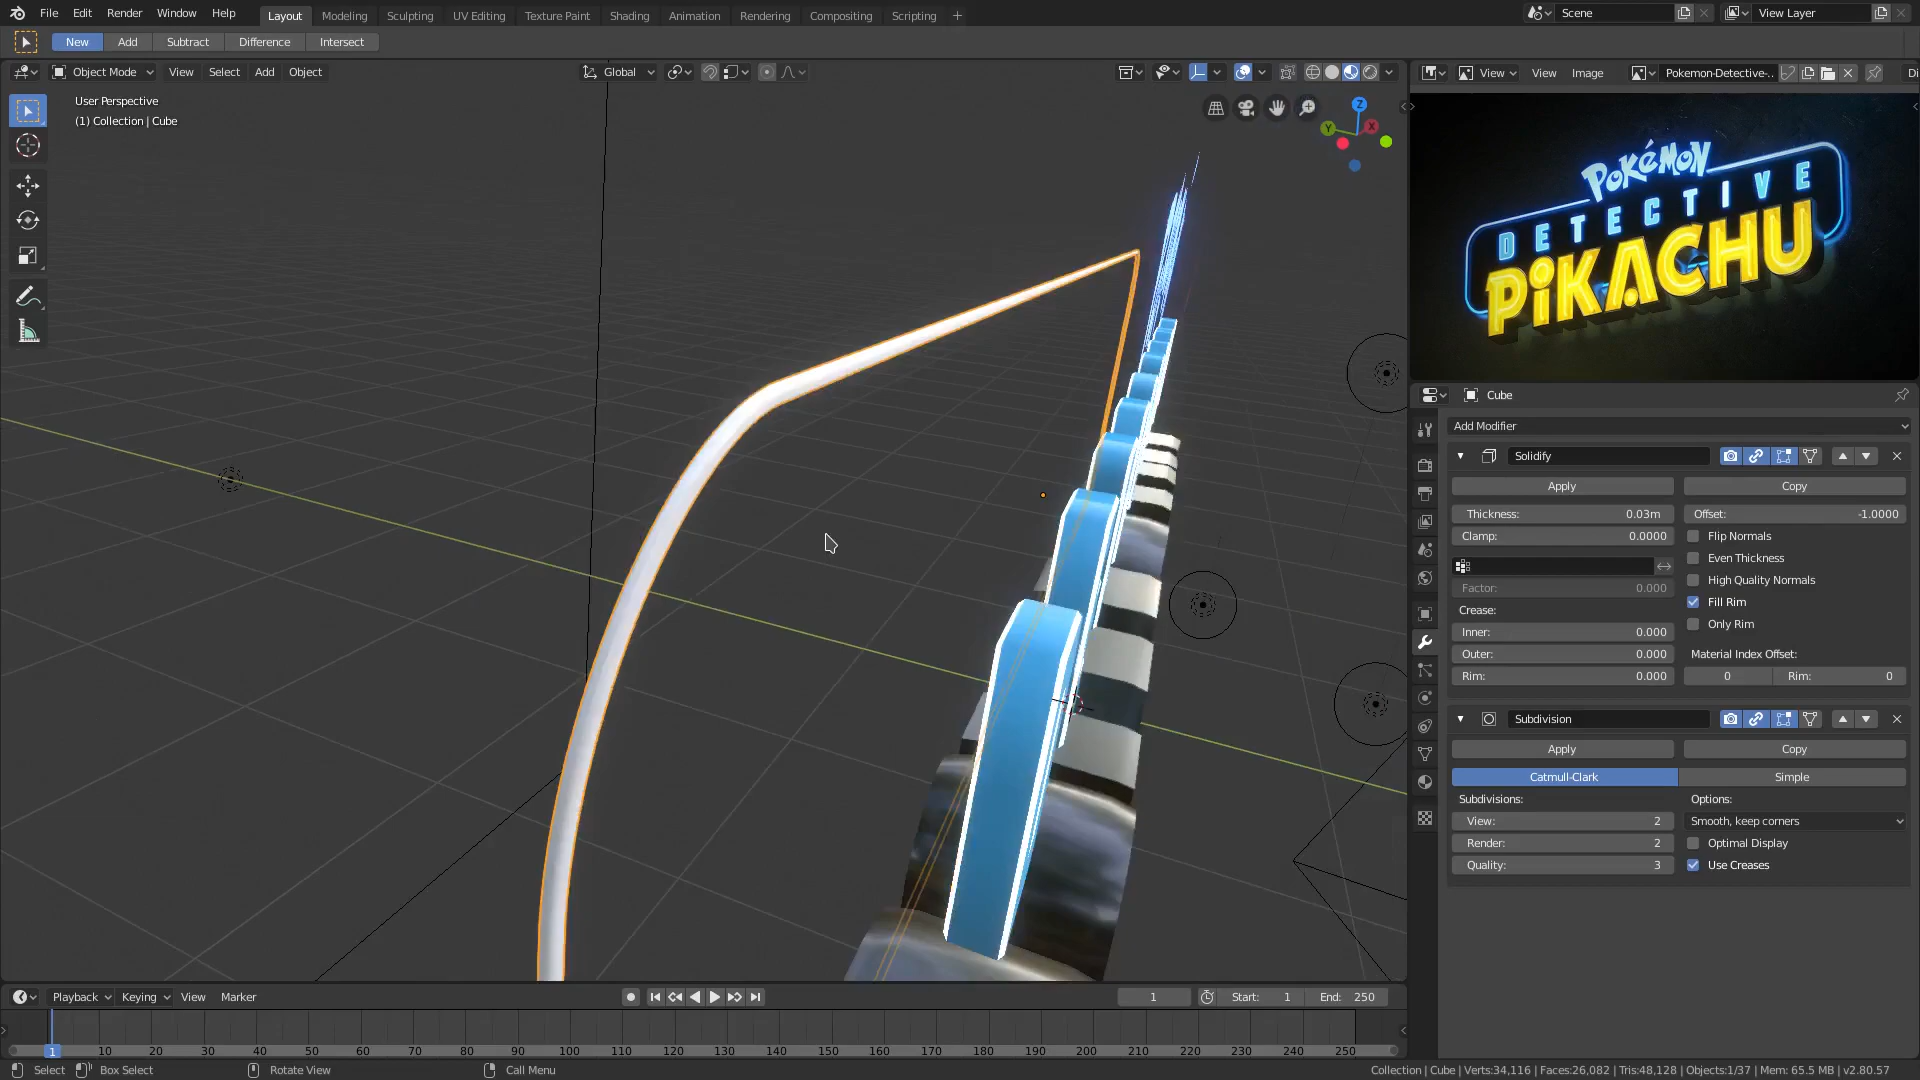 File Edit Render Window Help Layout Modeling Sculpting UV Editing Texture Paint Shading Animation Rendering Compositing Scripting + Scene View Layer
New Add Subtract Difference Intersect
Object Mode View Select Add Object Global View View Image Pokemon-Detective-.. Di
User Perspective
(1) Collection | Cube
Z
Y
X
POKéMON
DETECTIVE
PiKACHU
Cube
Add Modifier
Solidify
Apply Copy
Thickness: 0.03m Offset: -1.0000
Clamp: 0.0000 Flip Normals
Even Thickness
High Quality Normals
Factor: 0.000
Fill Rim
Crease:
Only Rim
Inner: 0.000
Outer: 0.000 Material Index Offset:
Rim: 0.000 0 Rim: 0
Subdivision
Apply Copy
Catmull-Clark Simple
Subdivisions: Options:
View: 2 Smooth, keep corners
Render: 2 Optimal Display
Quality: 3 Use Creases
Playback Keying View Marker 1 Start: 1 End: 250
1 10 20 30 40 50 60 70 80 90 100 110 120 130 140 150 160 170 180 190 200 210 220 230 240 250
Select Box Select Rotate View Call Menu Collection | Cube | Verts:34,116 | Faces:26,082 | Tris:48,128 | Objects:1/37 | Mem: 65.5 MB | v2.80.57